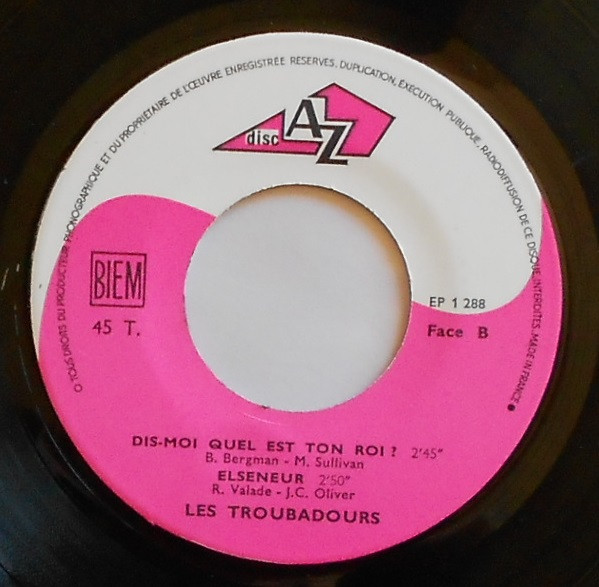 O TOUS DROITS DU PRODUCTEUR PHONOGRAPHIQUE ET DU PROPRIÉTAIRE DE L'ŒUVRE ENREGISTRÉE RÉSERVÉS. DUPLICATION, EXÉCUTION PUBLIQUE, RADIODIFFUSION DE CE DISQUE INTERDITES. MADE IN FRANCE ●
disc AZ
BIEM
EP 1 288
45 T.
Face B
DIS-MOI QUEL EST TON ROI ? 2'45"
B. Bergman - M. Sullivan
ELSENEUR 2'50"
R. Valade - J.C. Oliver
LES TROUBADOURS